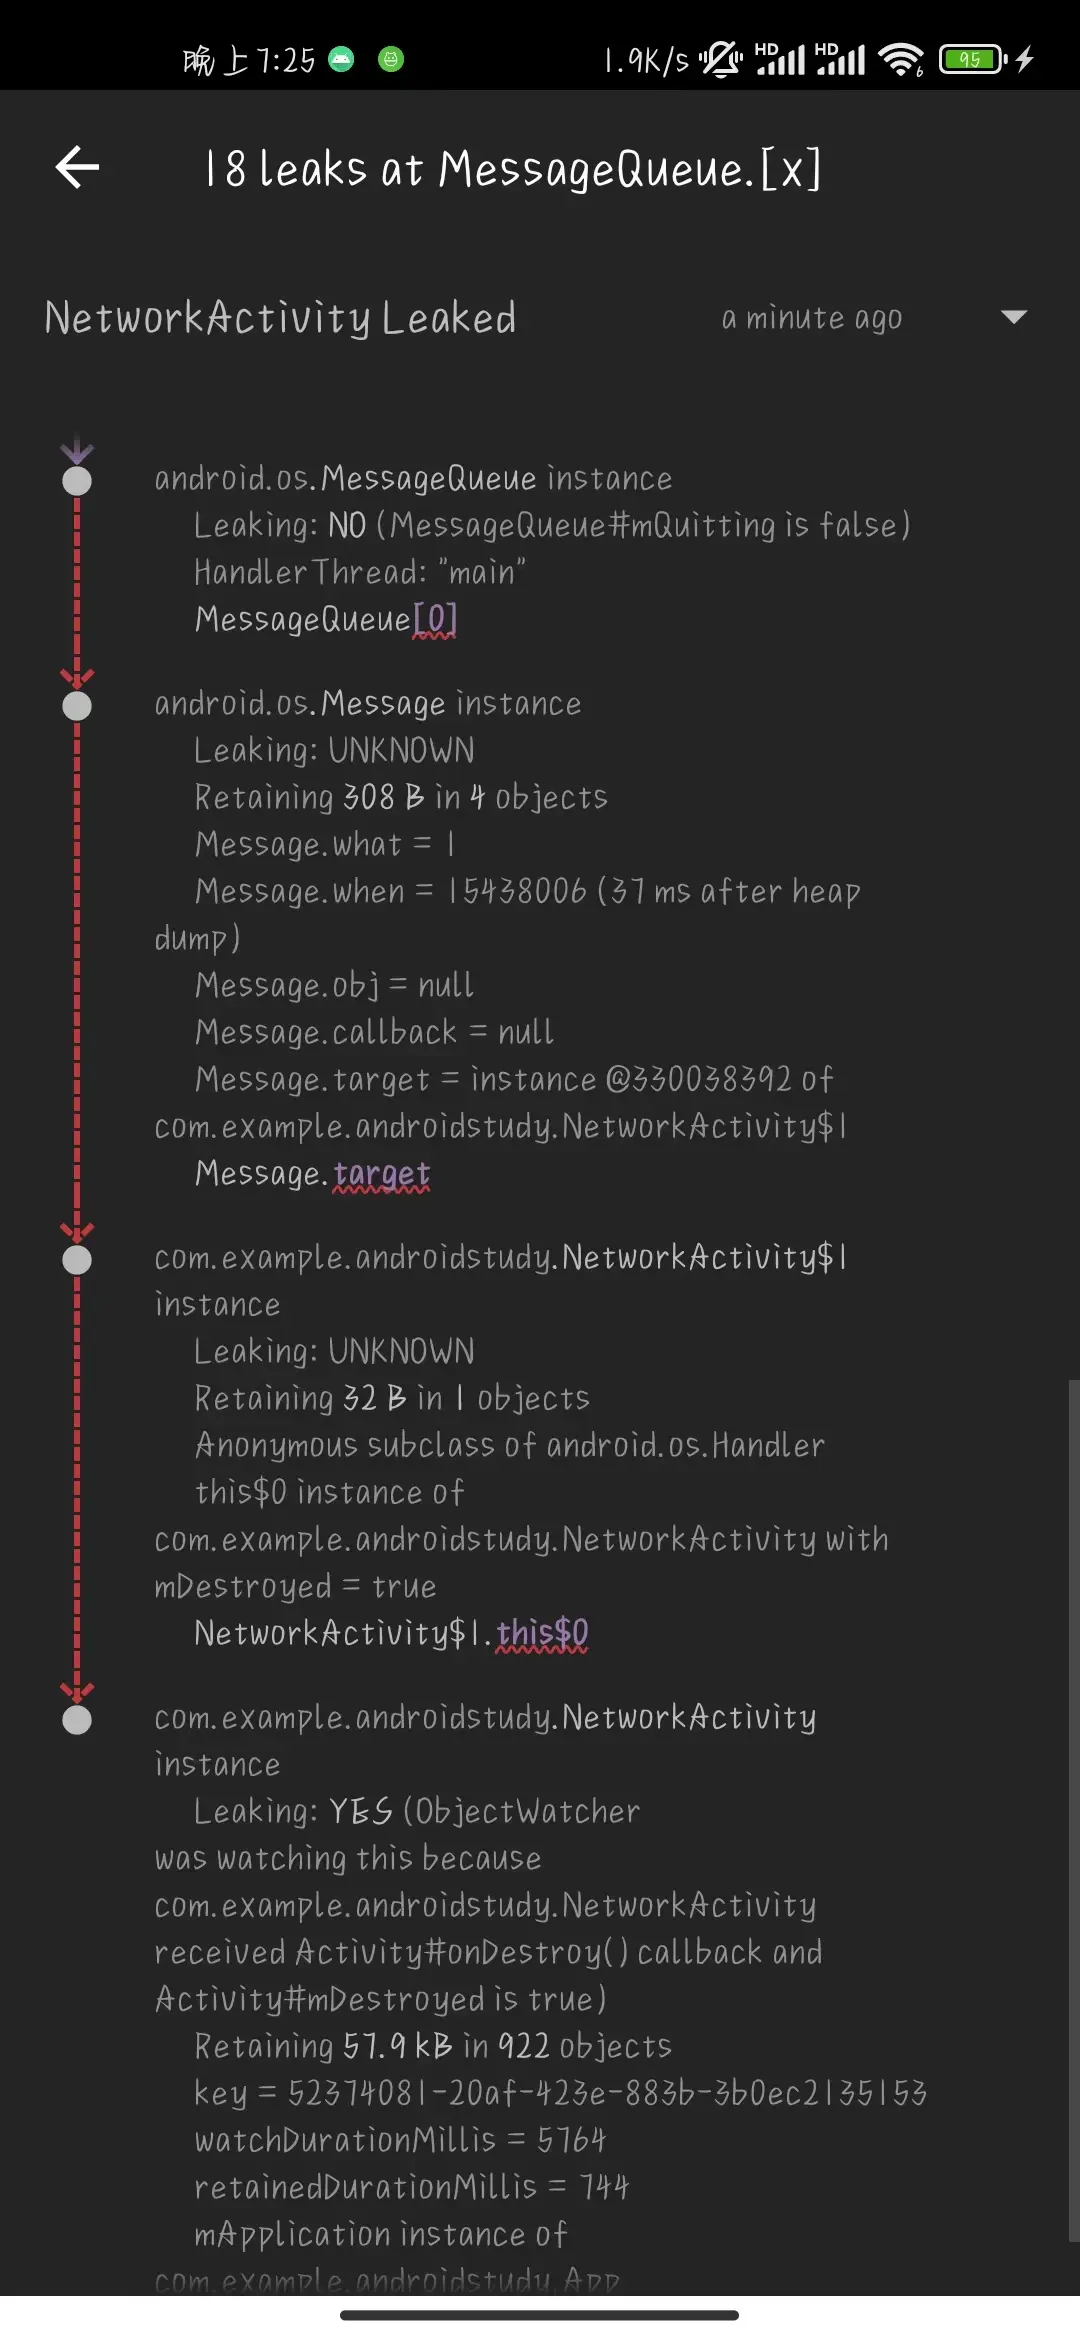 晚上7:25
1.9K/s HD HD 6 95
18 leaks at MessageQueue.[x]
NetworkActivity Leaked
a minute ago
android.os.MessageQueue instance
Leaking: NO (MessageQueue#mQuitting is false)
HandlerThread: "main"
MessageQueue[0]
android.os.Message instance
Leaking: UNKNOWN
Retaining 308 B in 4 objects
Message.what = 1
Message.when = 15438006 (37 ms after heap
dump)
Message.obj = null
Message.callback = null
Message.target = instance @330038392 of
com.example.androidstudy.NetworkActivity$1
Message.target
com.example.androidstudy.NetworkActivity$1
instance
Leaking: UNKNOWN
Retaining 32 B in 1 objects
Anonymous subclass of android.os.Handler
this$0 instance of
com.example.androidstudy.NetworkActivity with
mDestroyed = true
NetworkActivity$1.this$0
com.example.androidstudy.NetworkActivity
instance
Leaking: YES (ObjectWatcher
was watching this because
com.example.androidstudy.NetworkActivity
received Activity#onDestroy() callback and
Activity#mDestroyed is true)
Retaining 57.9 kB in 922 objects
key = 52374081-20af-423e-883b-3b0ec2135153
watchDurationMillis = 5764
retainedDurationMillis = 744
mApplication instance of
com.example.androidstudy.App